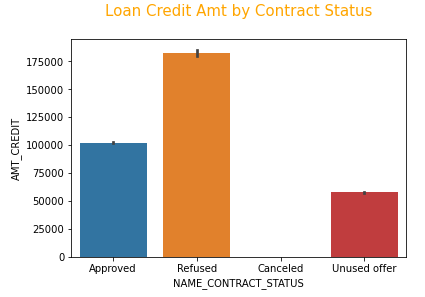 Loan Credit Amt by Contract Status
AMT_CREDIT
175000
150000
125000
100000
75000
50000
25000
0
Approved Refused Canceled Unused offer
NAME_CONTRACT_STATUS